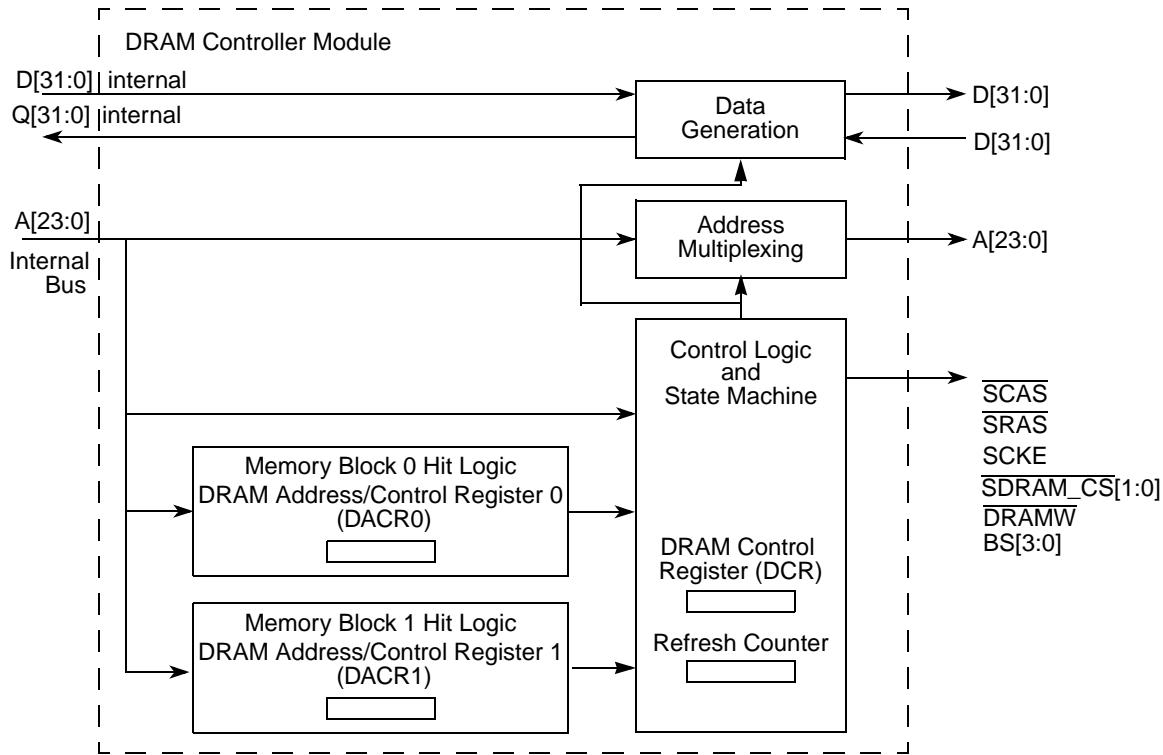 DRAM Controller Module
D[31:0] internal
Q[31:0] internal
Data
Generation
D[31:0]
D[31:0]
A[23:0]
Internal
Bus
Address
Multiplexing
A[23:0]
Control Logic
and
State Machine
SCAS
SRAS
SCKE
SDRAM_CS[1:0]
DRAMW
BS[3:0]
Memory Block 0 Hit Logic
DRAM Address/Control Register 0
(DACR0)
DRAM Control
Register (DCR)
Memory Block 1 Hit Logic
DRAM Address/Control Register 1
(DACR1)
Refresh Counter